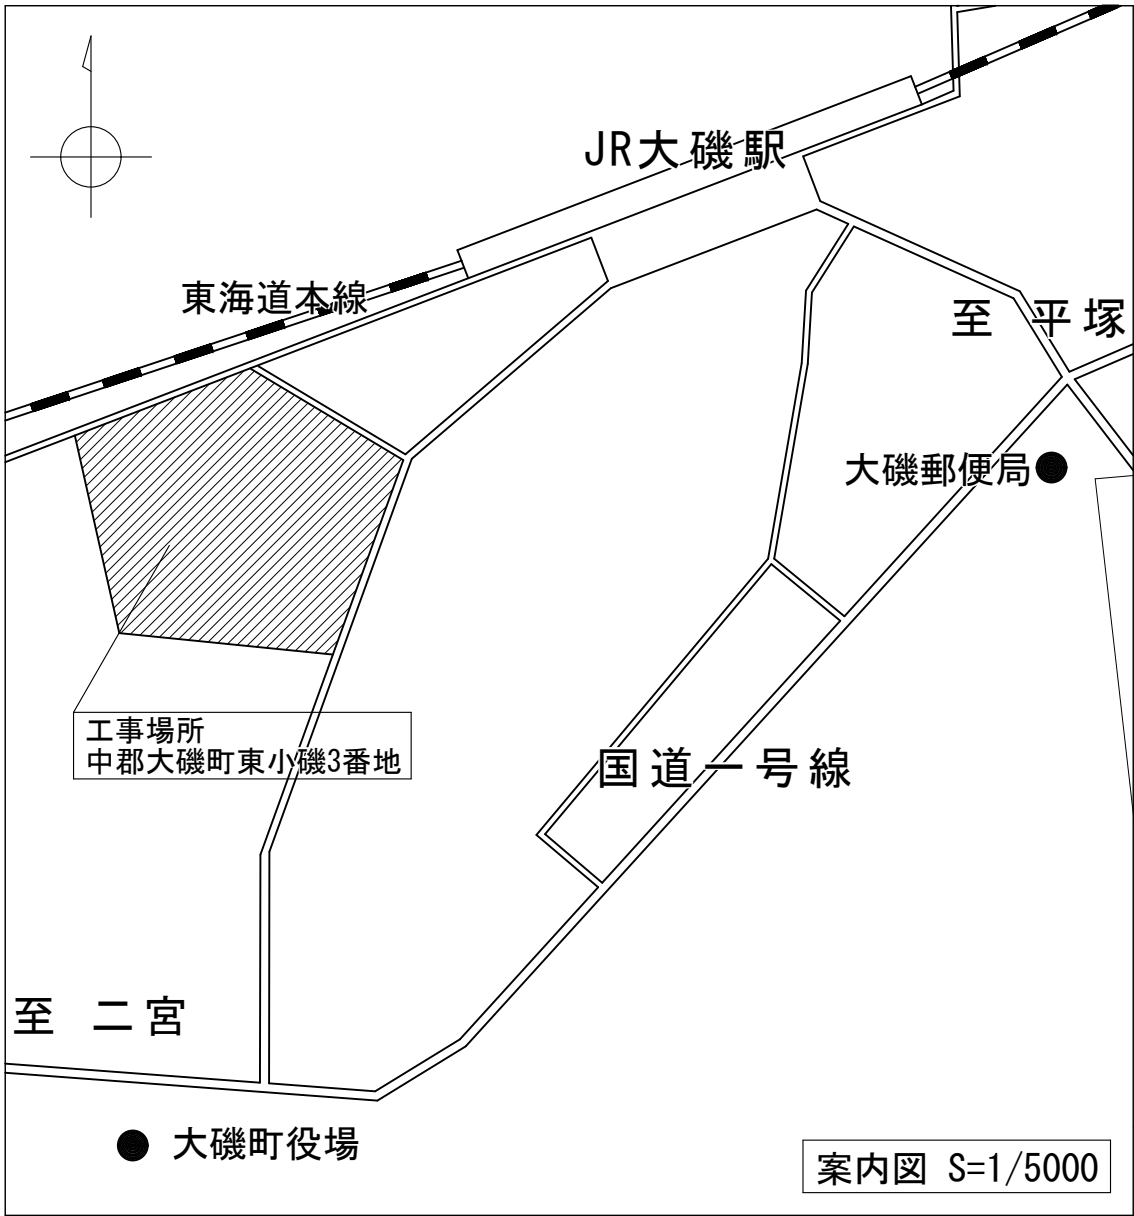 JR大磯駅
東海道本線
至 平塚
大磯郵便局
工事場所
中郡大磯町東小磯3番地
国道一号線
至 二宮
大磯町役場
案内図 S=1/5000